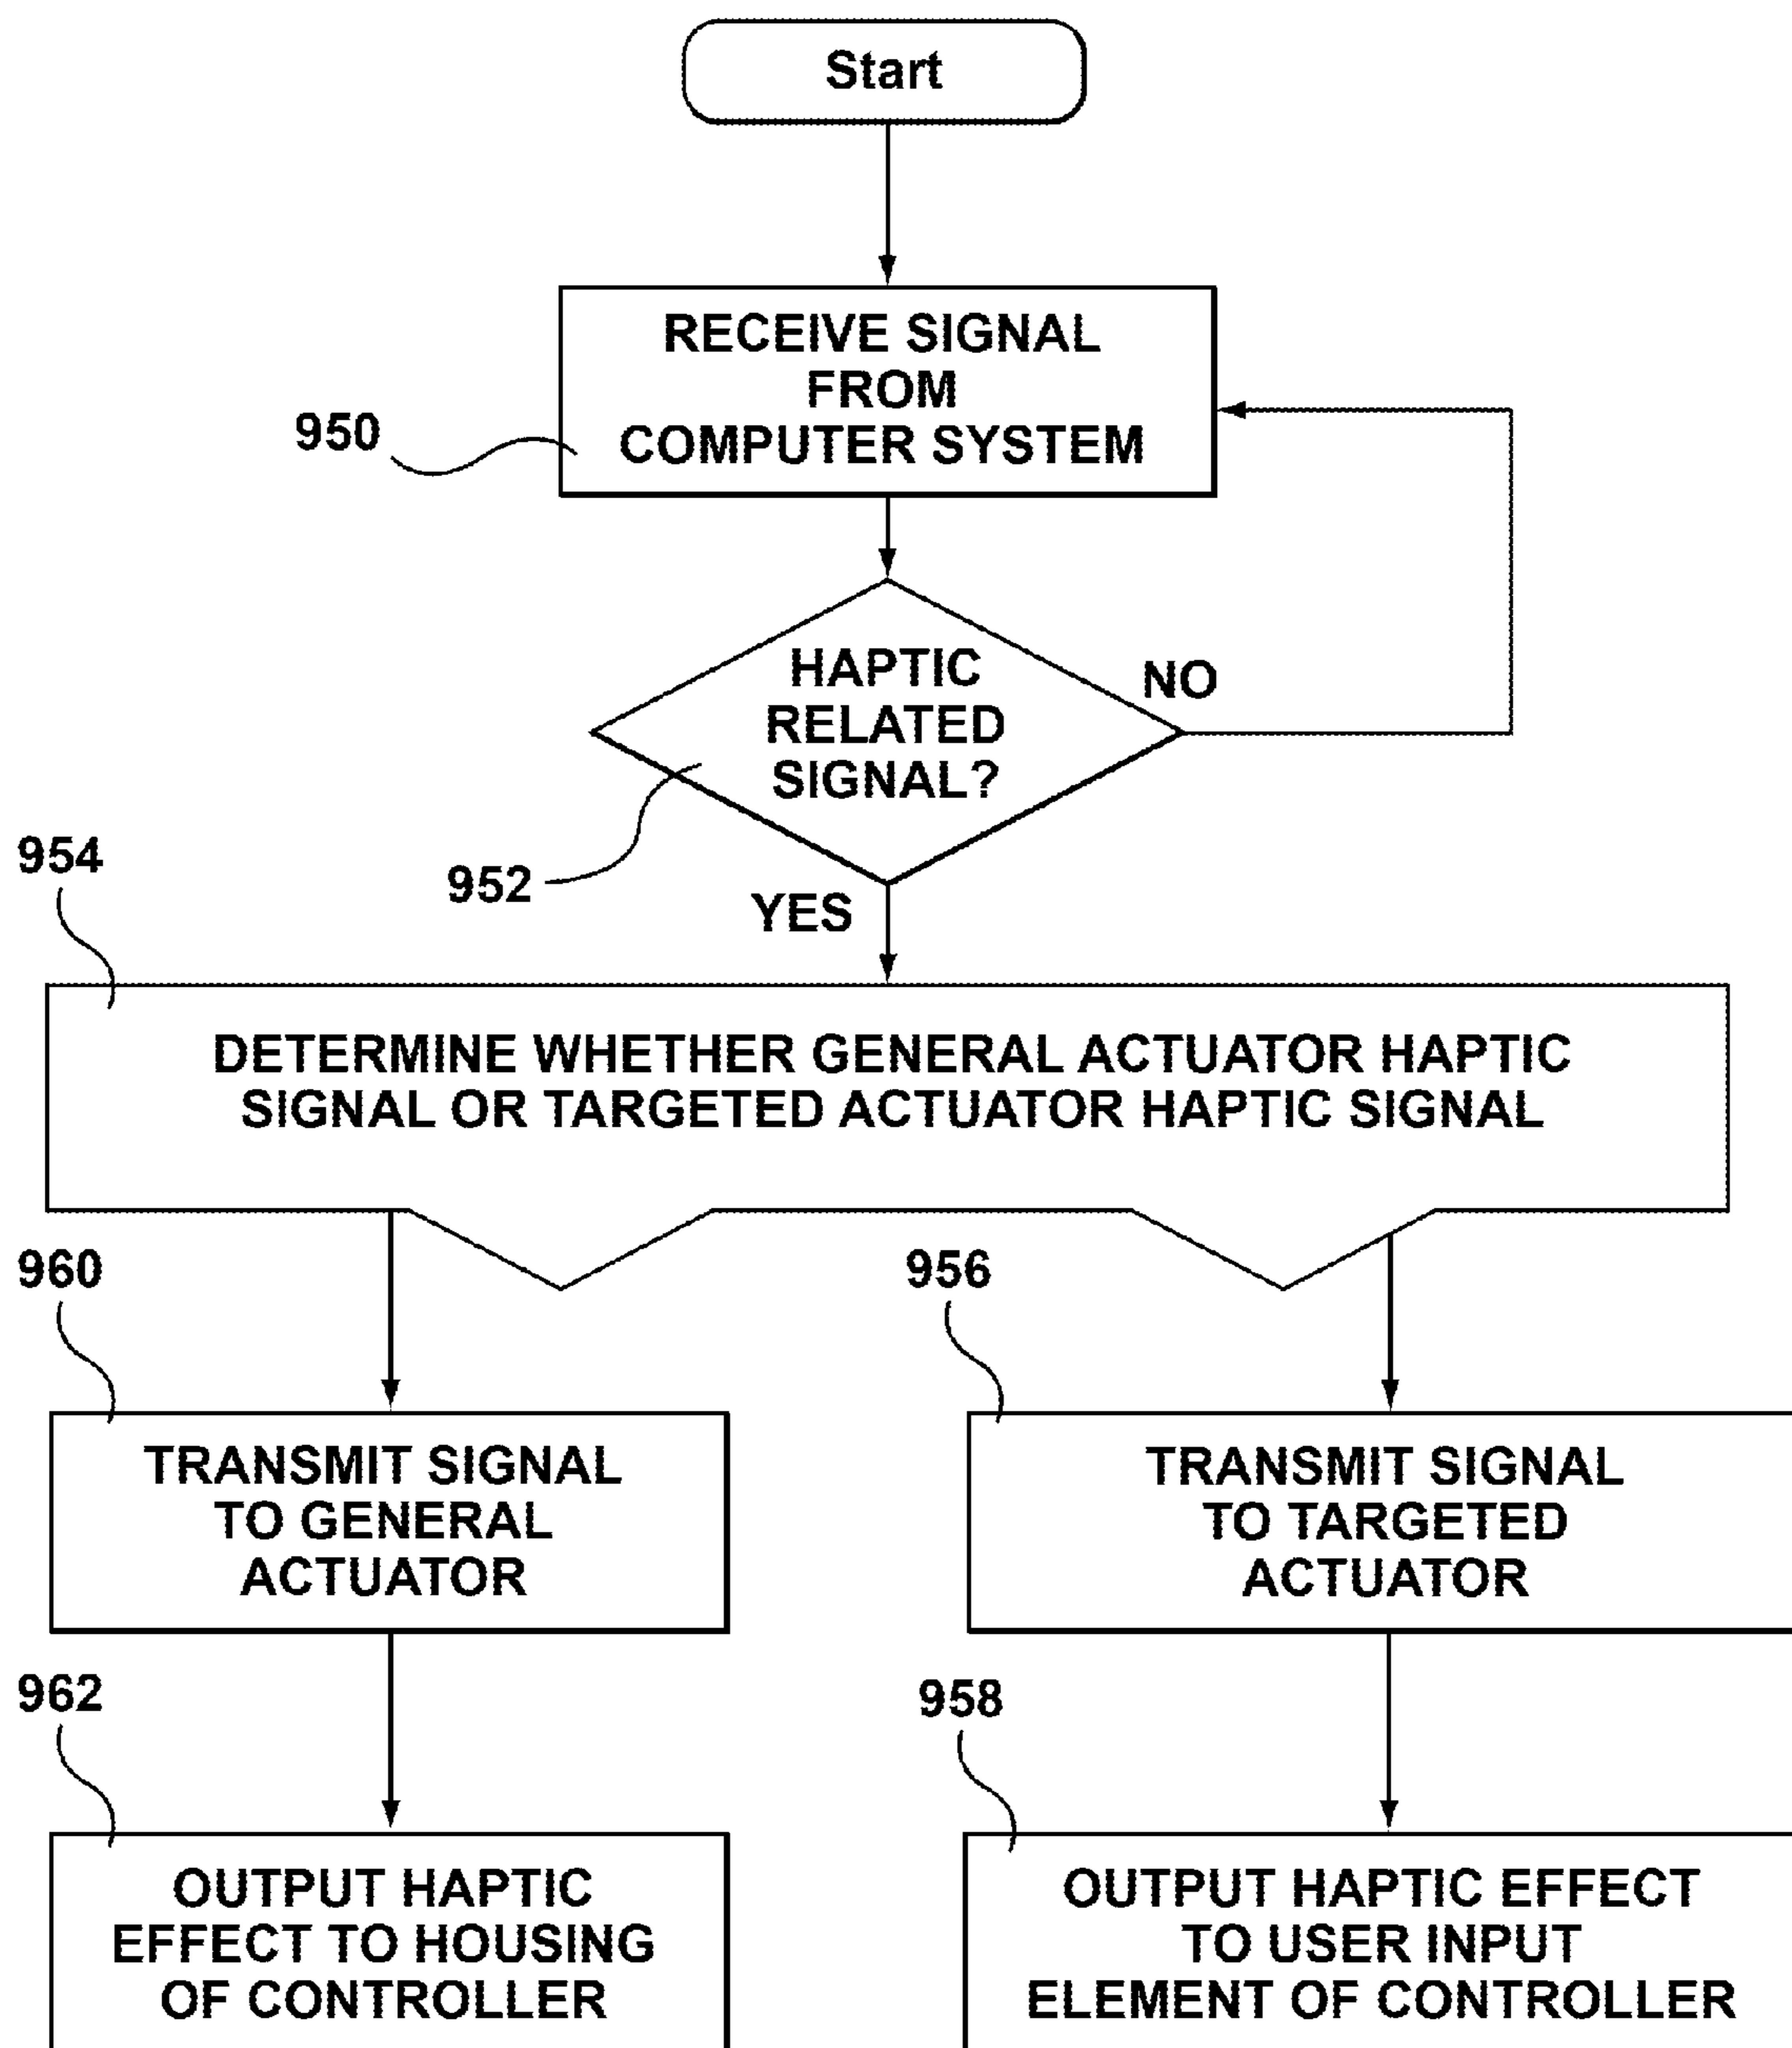 Start
RECEIVE SIGNAL
FROM
COMPUTER SYSTEM
950
HAPTIC
RELATED
SIGNAL?
NO
952
YES
954
DETERMINE WHETHER GENERAL ACTUATOR HAPTIC
SIGNAL OR TARGETED ACTUATOR HAPTIC SIGNAL
960
TRANSMIT SIGNAL
TO GENERAL
ACTUATOR
956
TRANSMIT SIGNAL
TO TARGETED
ACTUATOR
962
OUTPUT HAPTIC
EFFECT TO HOUSING
OF CONTROLLER
958
OUTPUT HAPTIC EFFECT
TO USER INPUT
ELEMENT OF CONTROLLER